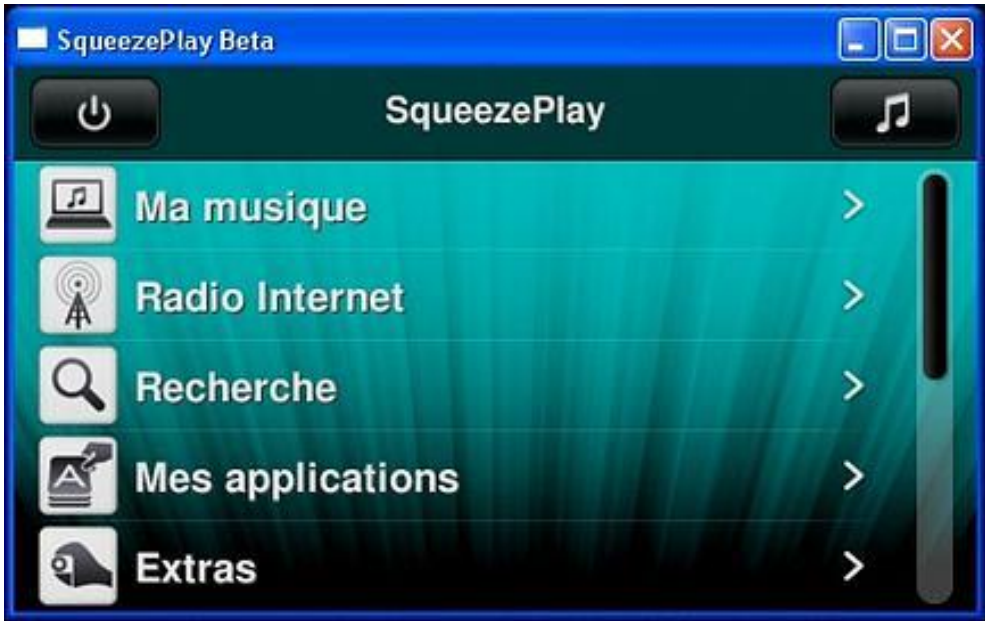 SqueezePlay Beta
SqueezePlay
Ma musique
Radio Internet
Recherche
Mes applications
Extras